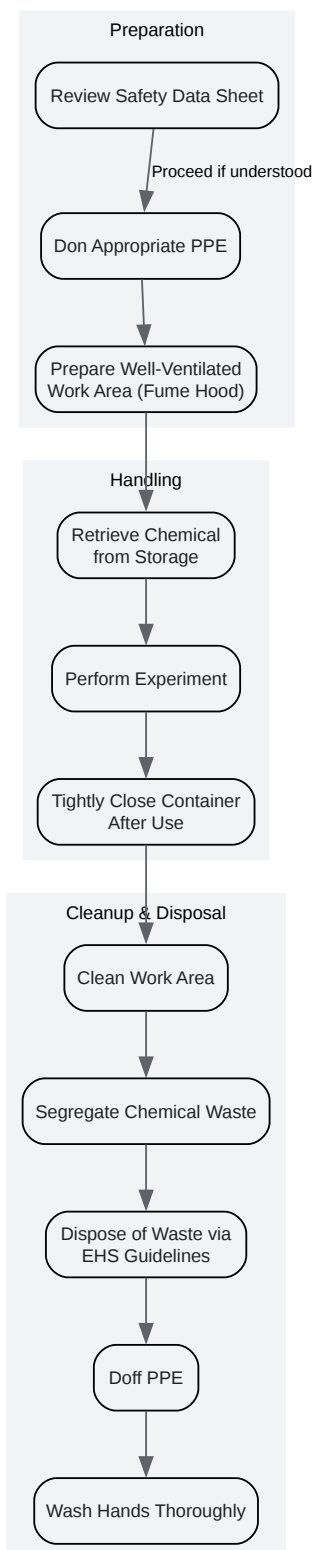 Preparation
Review Safety Data Sheet
Proceed if understood
Don Appropriate PPE
Prepare Well-Ventilated
Work Area (Fume Hood)
Handling
Retrieve Chemical
from Storage
Perform Experiment
Tightly Close Container
After Use
Cleanup & Disposal
Clean Work Area
Segregate Chemical Waste
Dispose of Waste via
EHS Guidelines
Doff PPE
Wash Hands Thoroughly